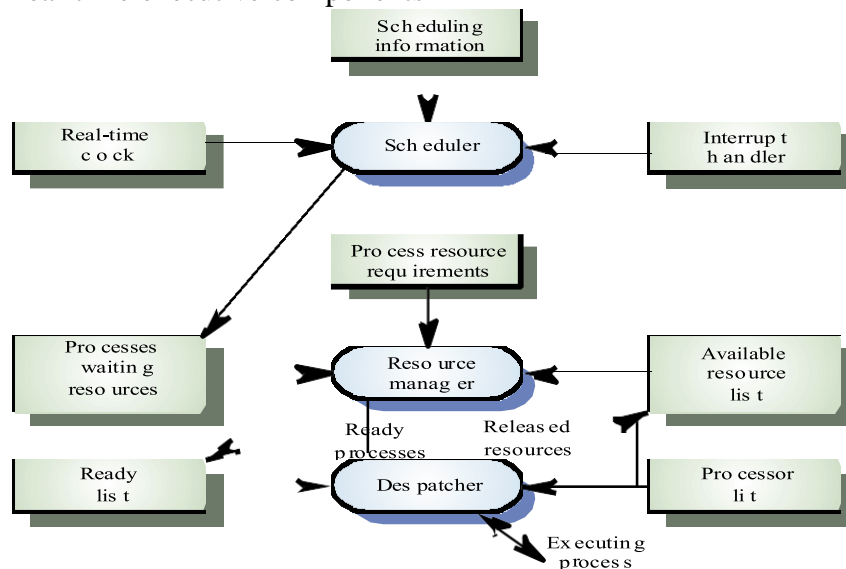 Scheduling
information
Real-time
clock
Scheduler
Interrupt
handler
Process resource
requirements
Processes
waiting
resources
Resource
manager
Available
resource
list
Ready
processes
Released
resources
Ready
list
Despatcher
Processor
lit
Executing
process